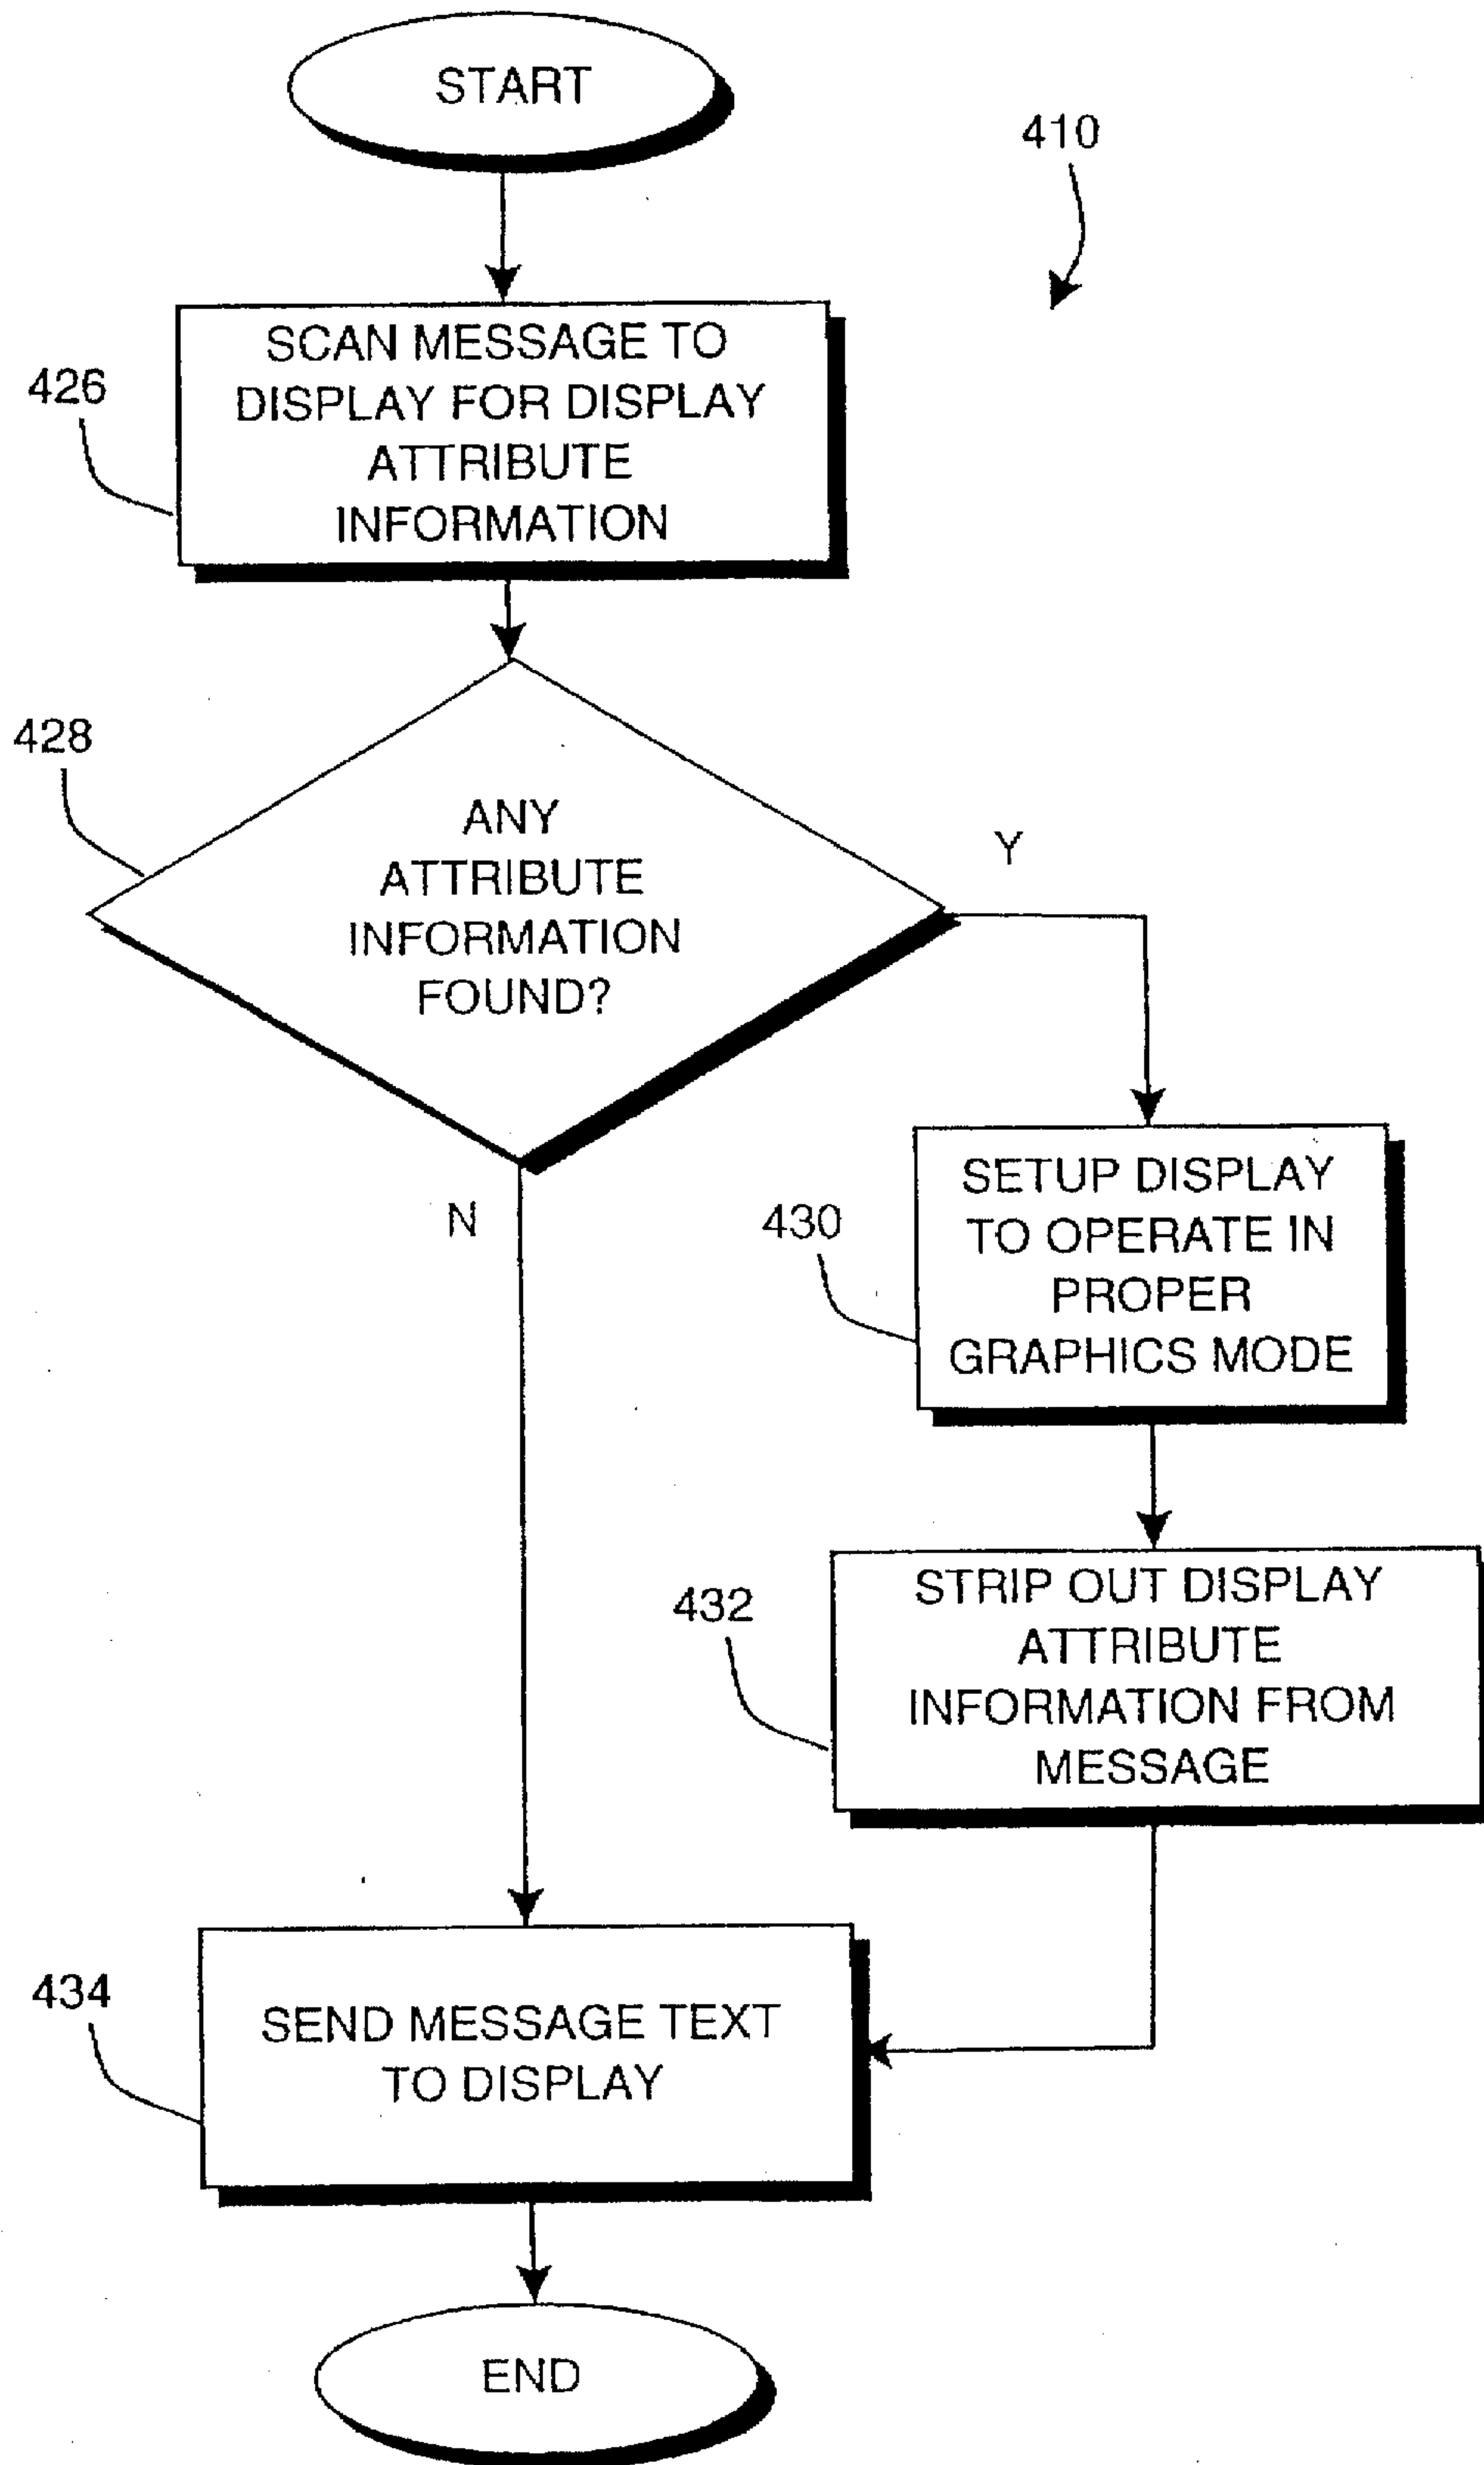 START
410
426
SCAN MESSAGE TO
DISPLAY FOR DISPLAY
ATTRIBUTE
INFORMATION
428
ANY
ATTRIBUTE
INFORMATION
FOUND?
Y
N
430
SETUP DISPLAY
TO OPERATE IN
PROPER
GRAPHICS MODE
432
STRIP OUT DISPLAY
ATTRIBUTE
INFORMATION FROM
MESSAGE
434
SEND MESSAGE TEXT
TO DISPLAY
END